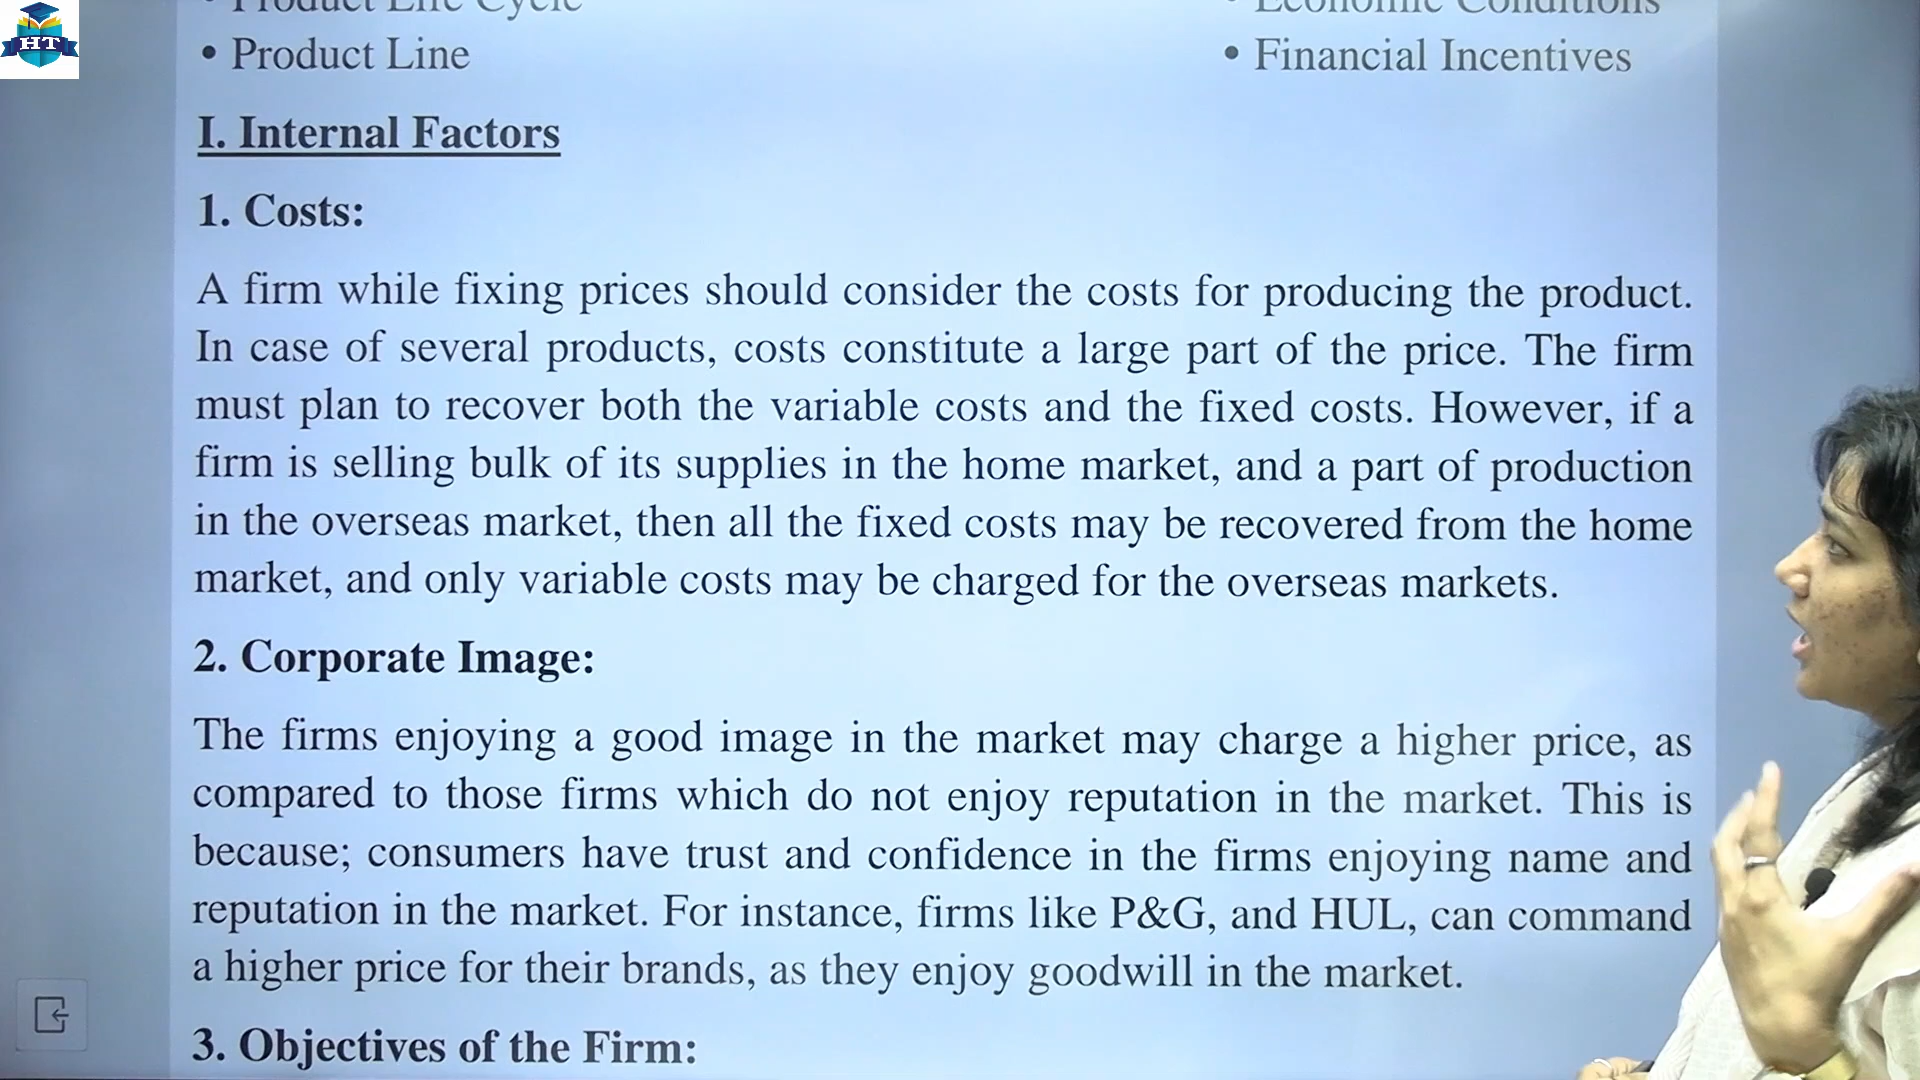 HT
• Product Life Cycle
• Economic Conditions
• Product Line
• Financial Incentives
I. Internal Factors
1. Costs:
A firm while fixing prices should consider the costs for producing the product.
In case of several products, costs constitute a large part of the price. The firm
must plan to recover both the variable costs and the fixed costs. However, if a
firm is selling bulk of its supplies in the home market, and a part of production
in the overseas market, then all the fixed costs may be recovered from the home
market, and only variable costs may be charged for the overseas markets.
2. Corporate Image:
The firms enjoying a good image in the market may charge a higher price, as
compared to those firms which do not enjoy reputation in the market. This is
because; consumers have trust and confidence in the firms enjoying name and
reputation in the market. For instance, firms like P&G, and HUL, can command
a higher price for their brands, as they enjoy goodwill in the market.
3. Objectives of the Firm: